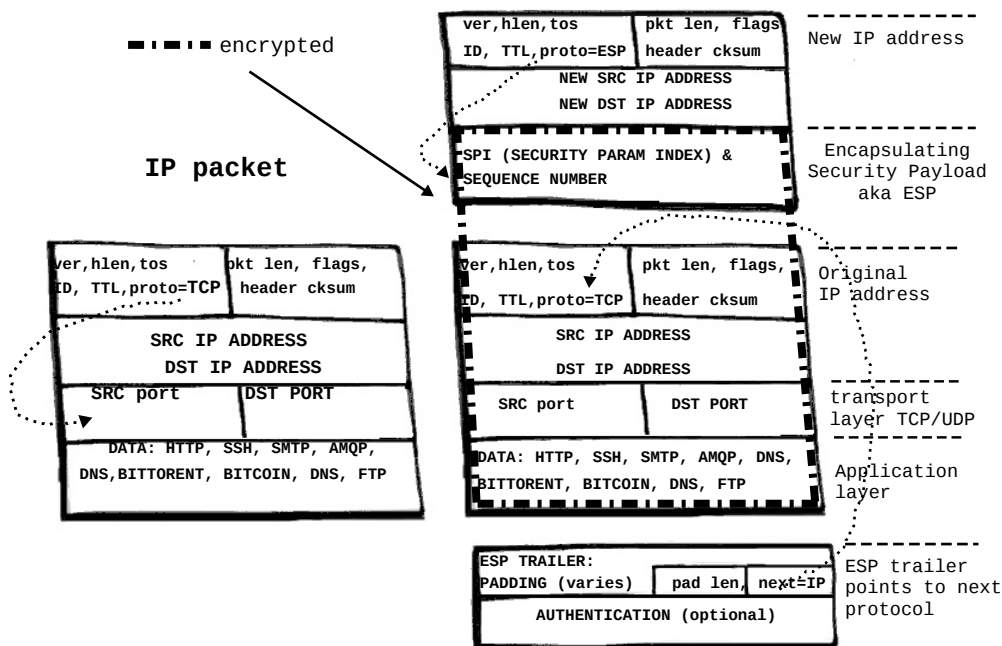 encrypted
IP packet
ver,hlen,tos pkt len, flags,
ID, TTL,proto=TCP header cksum
SRC IP ADDRESS
DST IP ADDRESS
SRC port DST PORT
DATA: HTTP, SSH, SMTP, AMQP,
DNS,BITTORENT, BITCOIN, DNS, FTP
ver,hlen,tos pkt len, flags
ID, TTL,proto=ESP header cksum
NEW SRC IP ADDRESS
NEW DST IP ADDRESS
SPI (SECURITY PARAM INDEX) &
SEQUENCE NUMBER
ver,hlen,tos pkt len, flags,
ID, TTL,proto=TCP header cksum
SRC IP ADDRESS
DST IP ADDRESS
SRC port DST PORT
DATA: HTTP, SSH, SMTP, AMQP, DNS,
BITTORENT, BITCOIN, DNS, FTP
ESP TRAILER:
PADDING (varies) pad len, next=IP
AUTHENTICATION (optional)
New IP address
Encapsulating
Security Payload
aka ESP
Original
IP address
transport
layer TCP/UDP
Application
layer
ESP trailer
points to next
protocol